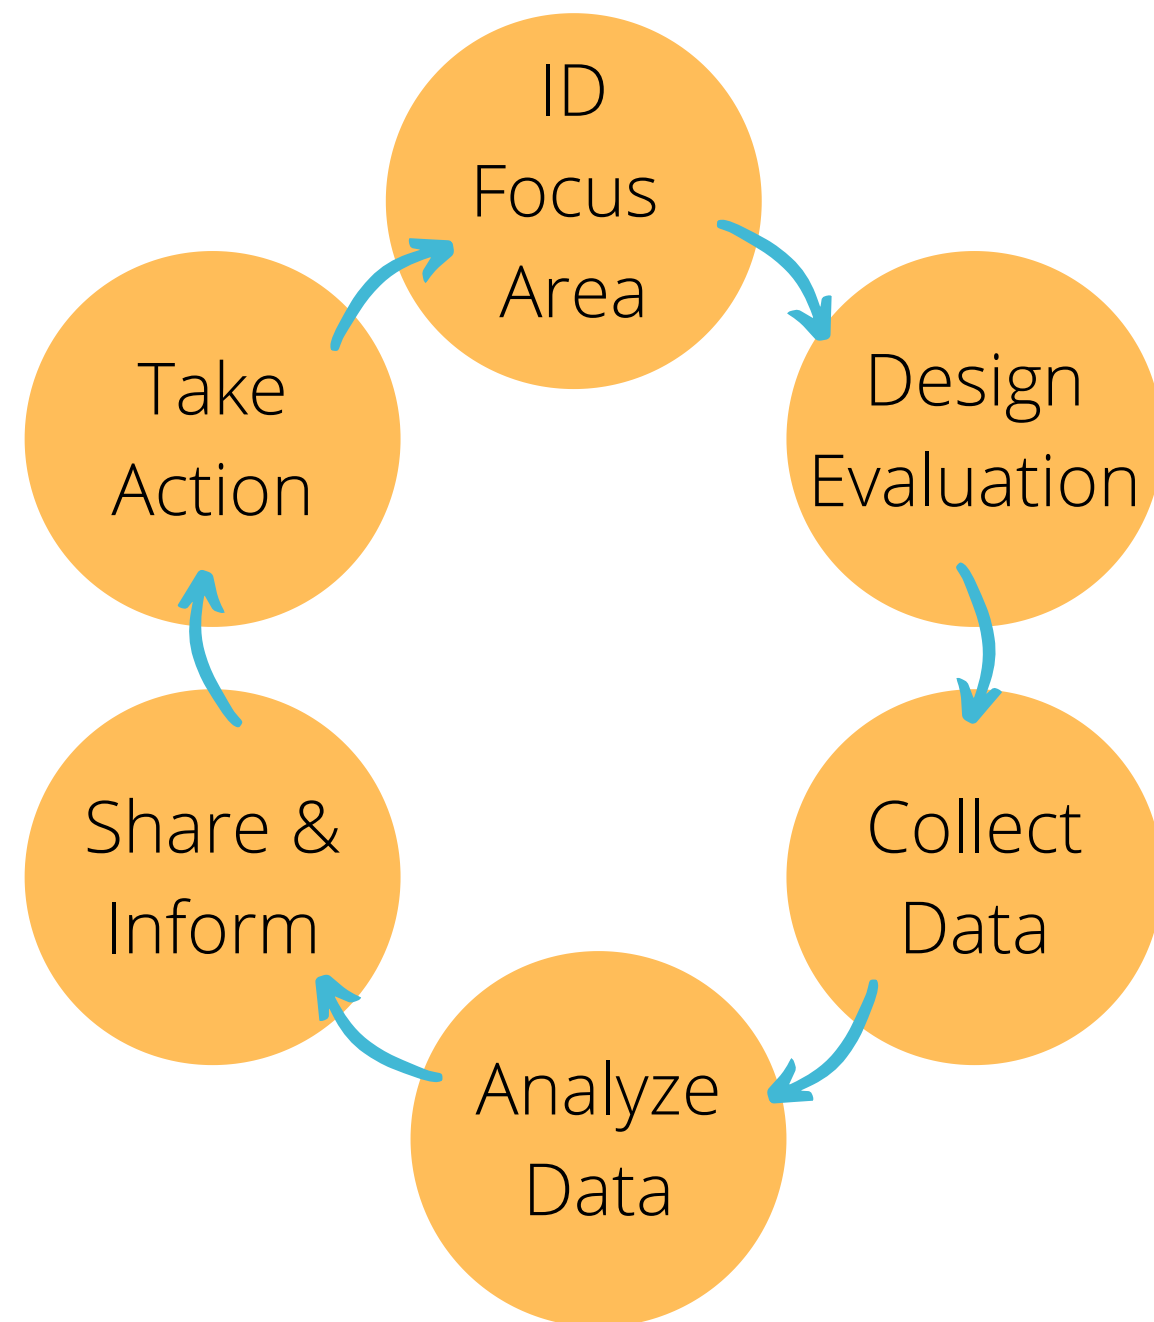 ID
Focus
Area
Design
Evaluation
Collect
Data
Analyze
Data
Share &
Inform
Take
Action